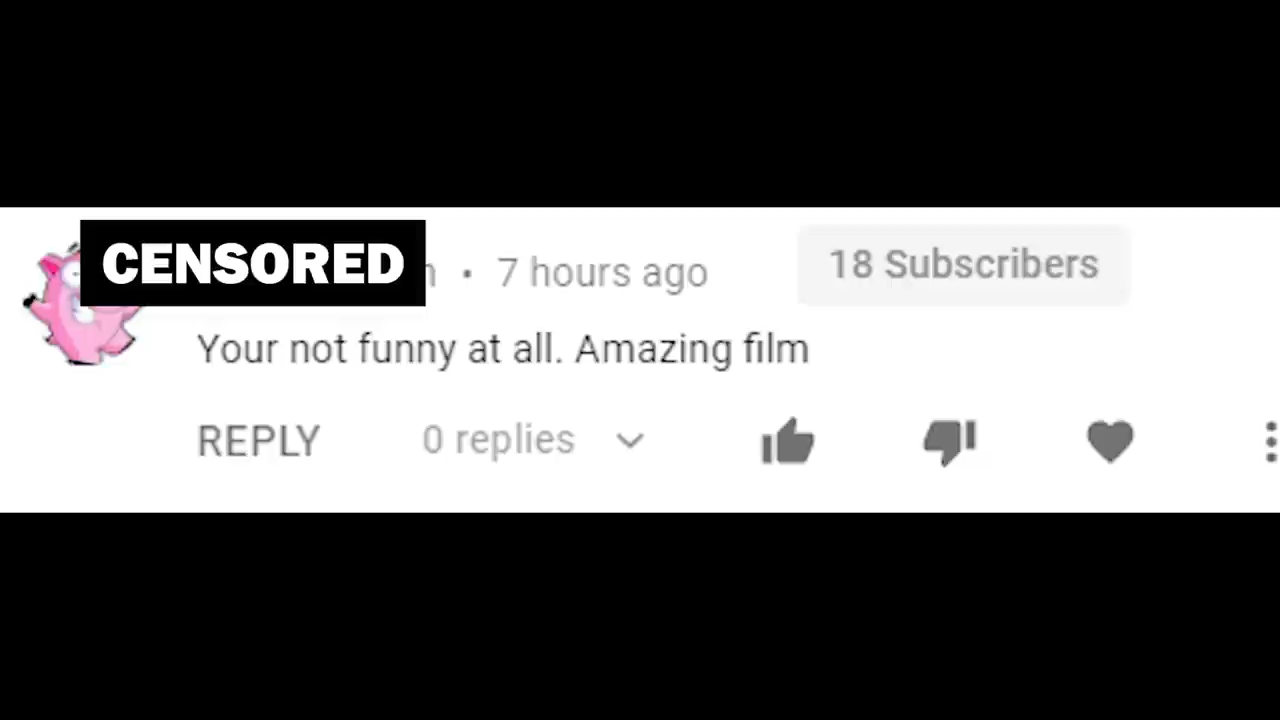 CENSORED • 7 hours ago 18 Subscribers
Your not funny at all. Amazing film
REPLY 0 replies